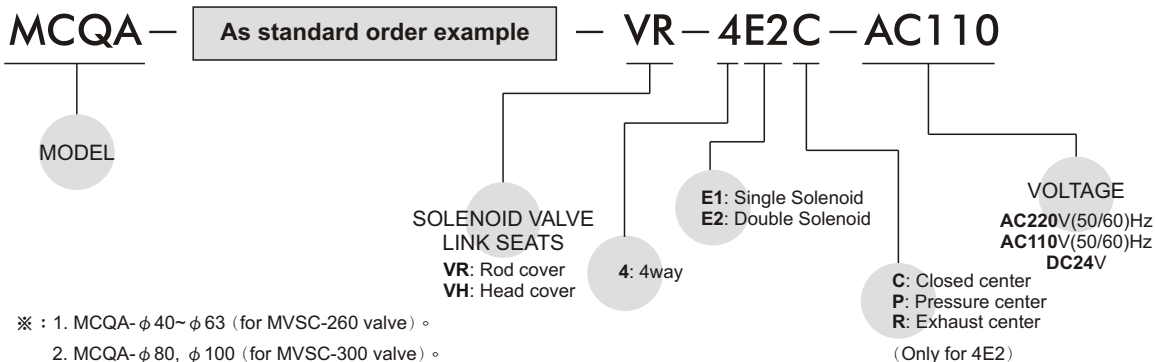 MCQA — As standard order example — VR — 4E2C — AC110
MODEL
SOLENOID VALVE
LINK SEATS
VR: Rod cover
VH: Head cover
4: 4way
E1: Single Solenoid
E2: Double Solenoid
C: Closed center
P: Pressure center
R: Exhaust center
(Only for 4E2)
VOLTAGE
AC220V(50/60)Hz
AC110V(50/60)Hz
DC24V
※：1. MCQA-ϕ40~ϕ63（for MVSC-260 valve）。
2. MCQA-ϕ80, ϕ100（for MVSC-300 valve）。